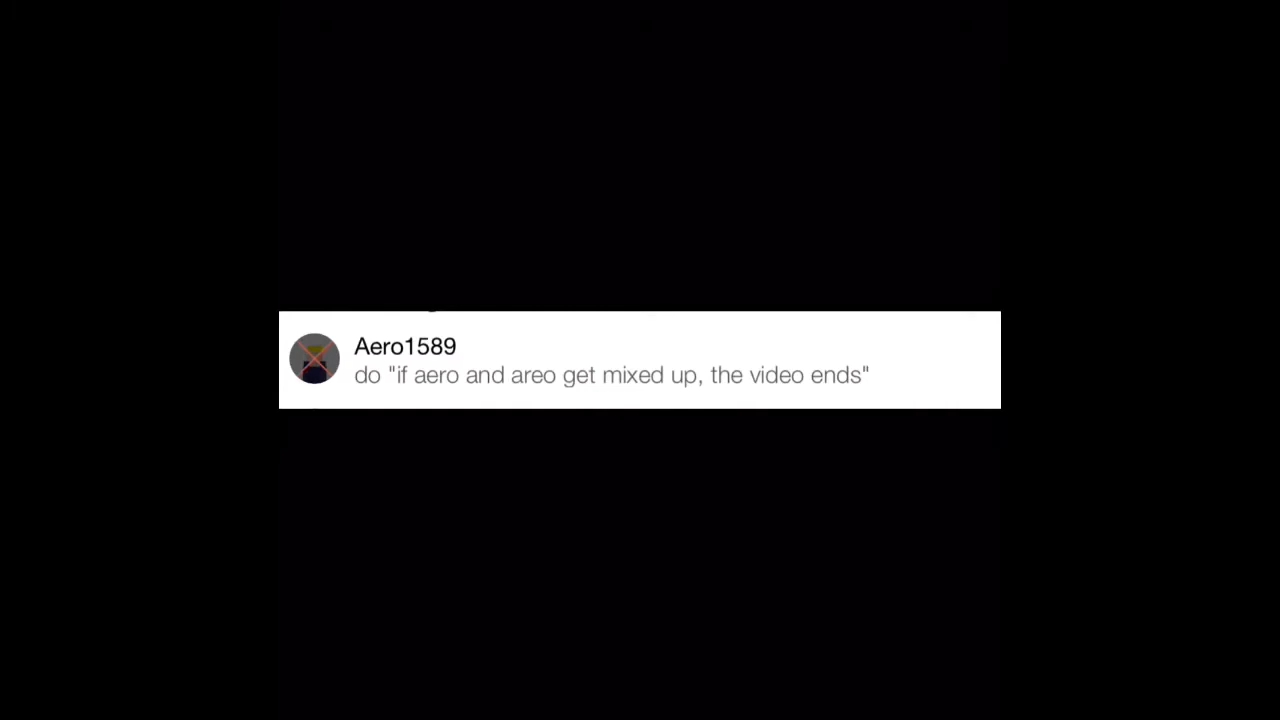 Aero1589
do "if aero and areo get mixed up, the video ends"